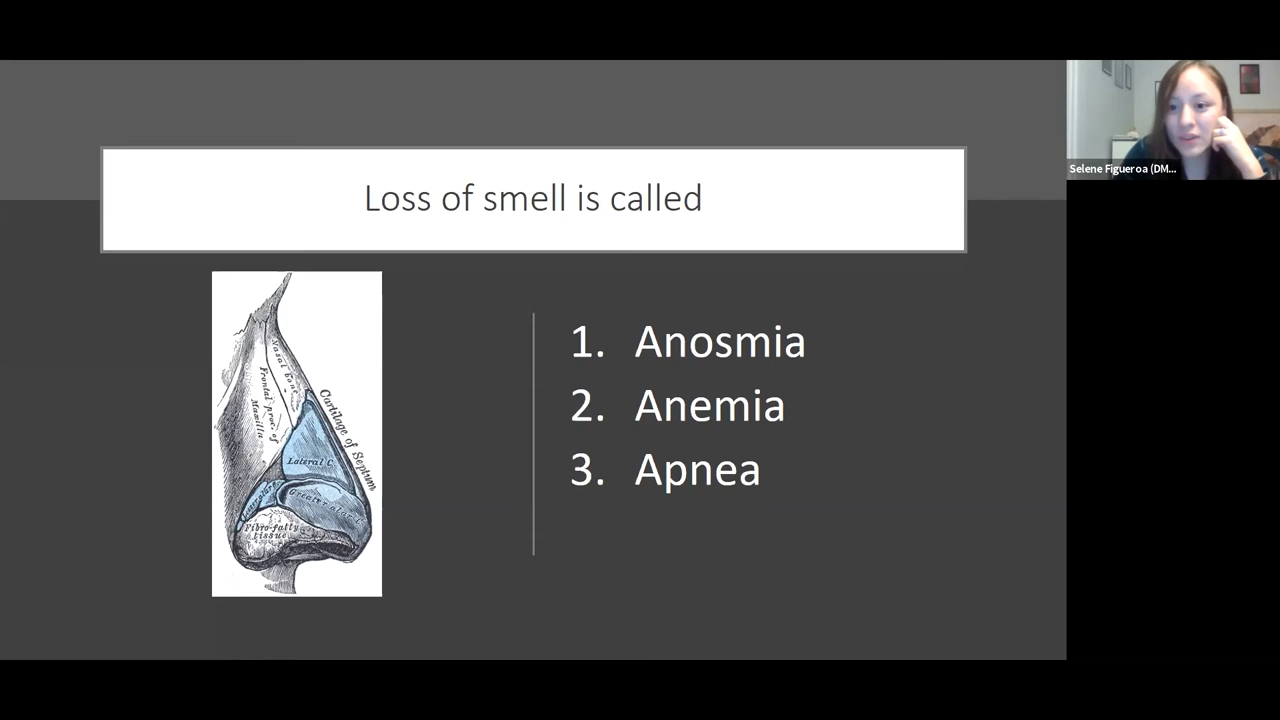 Loss of smell is called
Selene Figueroa (DM...
1. Anosmia
2. Anemia
3. Apnea
Nasal bone
Frontal proc. of
Maxilla
Cartilage of Septum
Lateral C.
Greater alar C.
Fibro-fatty
tissue